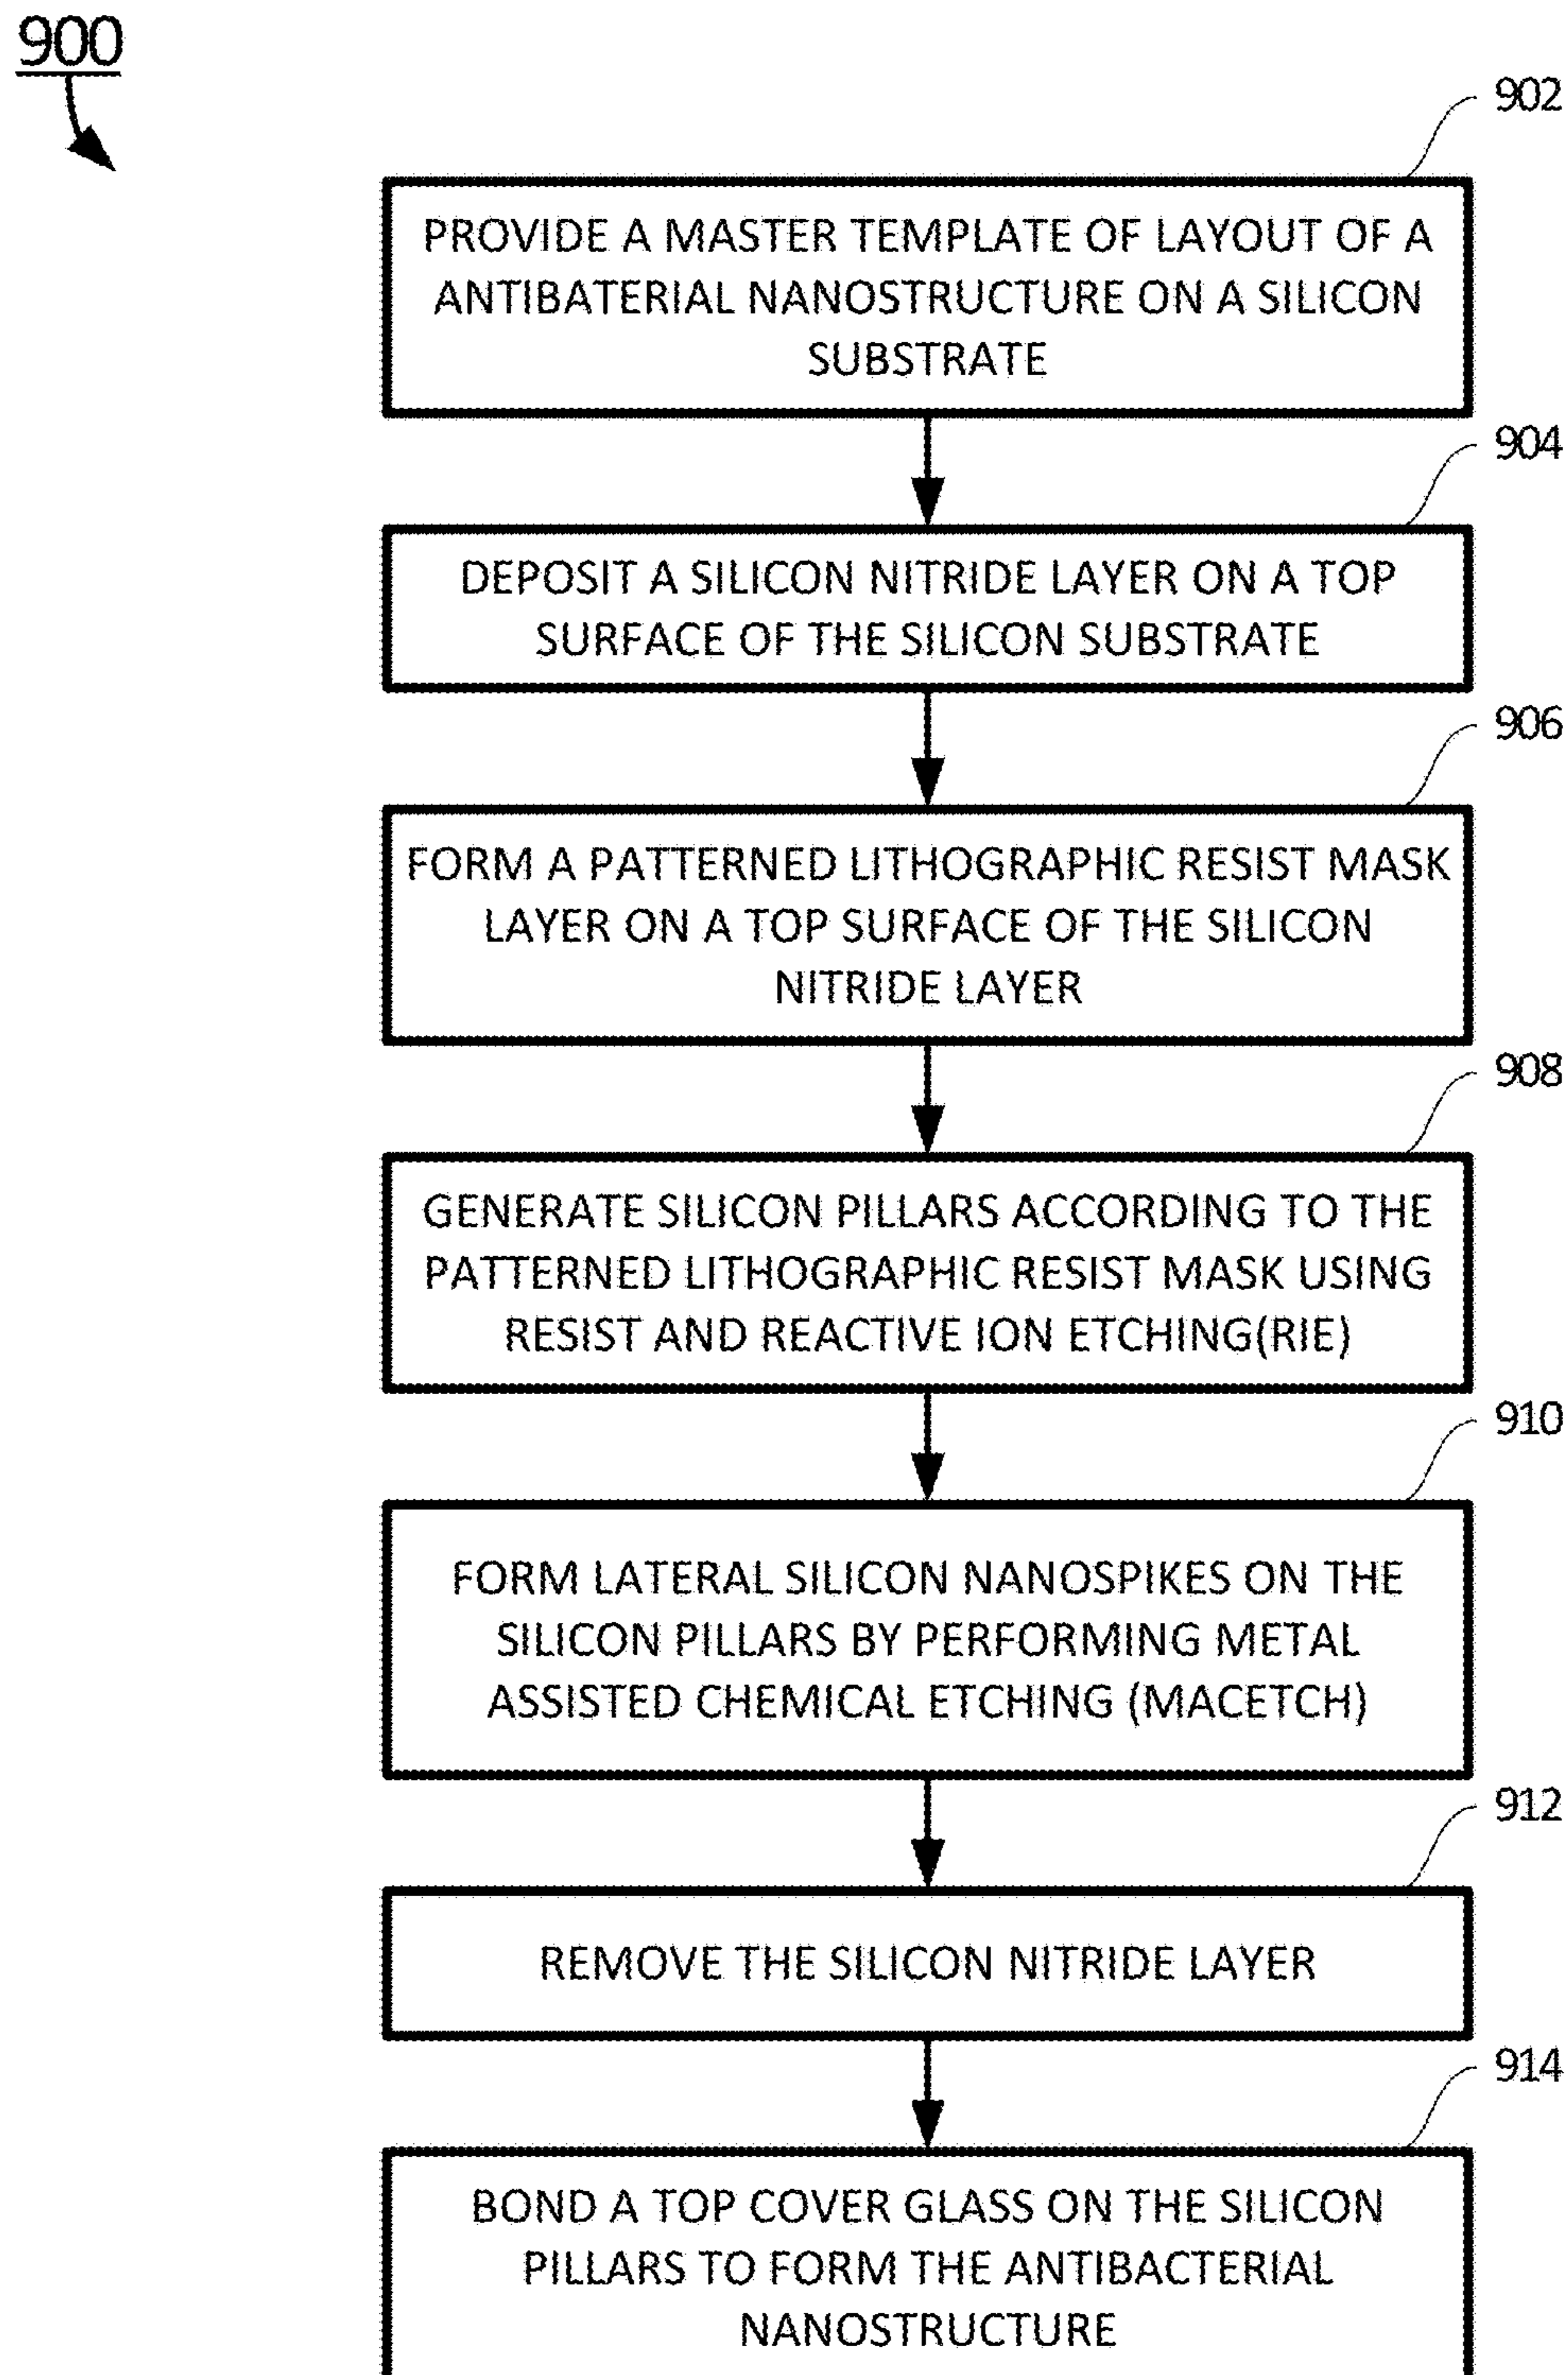 900
902
PROVIDE A MASTER TEMPLATE OF LAYOUT OF A
ANTIBATERIAL NANOSTRUCTURE ON A SILICON
SUBSTRATE
904
DEPOSIT A SILICON NITRIDE LAYER ON A TOP
SURFACE OF THE SILICON SUBSTRATE
906
FORM A PATTERNED LITHOGRAPHIC RESIST MASK
LAYER ON A TOP SURFACE OF THE SILICON
NITRIDE LAYER
908
GENERATE SILICON PILLARS ACCORDING TO THE
PATTERNED LITHOGRAPHIC RESIST MASK USING
RESIST AND REACTIVE ION ETCHING(RIE)
910
FORM LATERAL SILICON NANOSPIKES ON THE
SILICON PILLARS BY PERFORMING METAL
ASSISTED CHEMICAL ETCHING (MACETCH)
912
REMOVE THE SILICON NITRIDE LAYER
914
BOND A TOP COVER GLASS ON THE SILICON
PILLARS TO FORM THE ANTIBACTERIAL
NANOSTRUCTURE